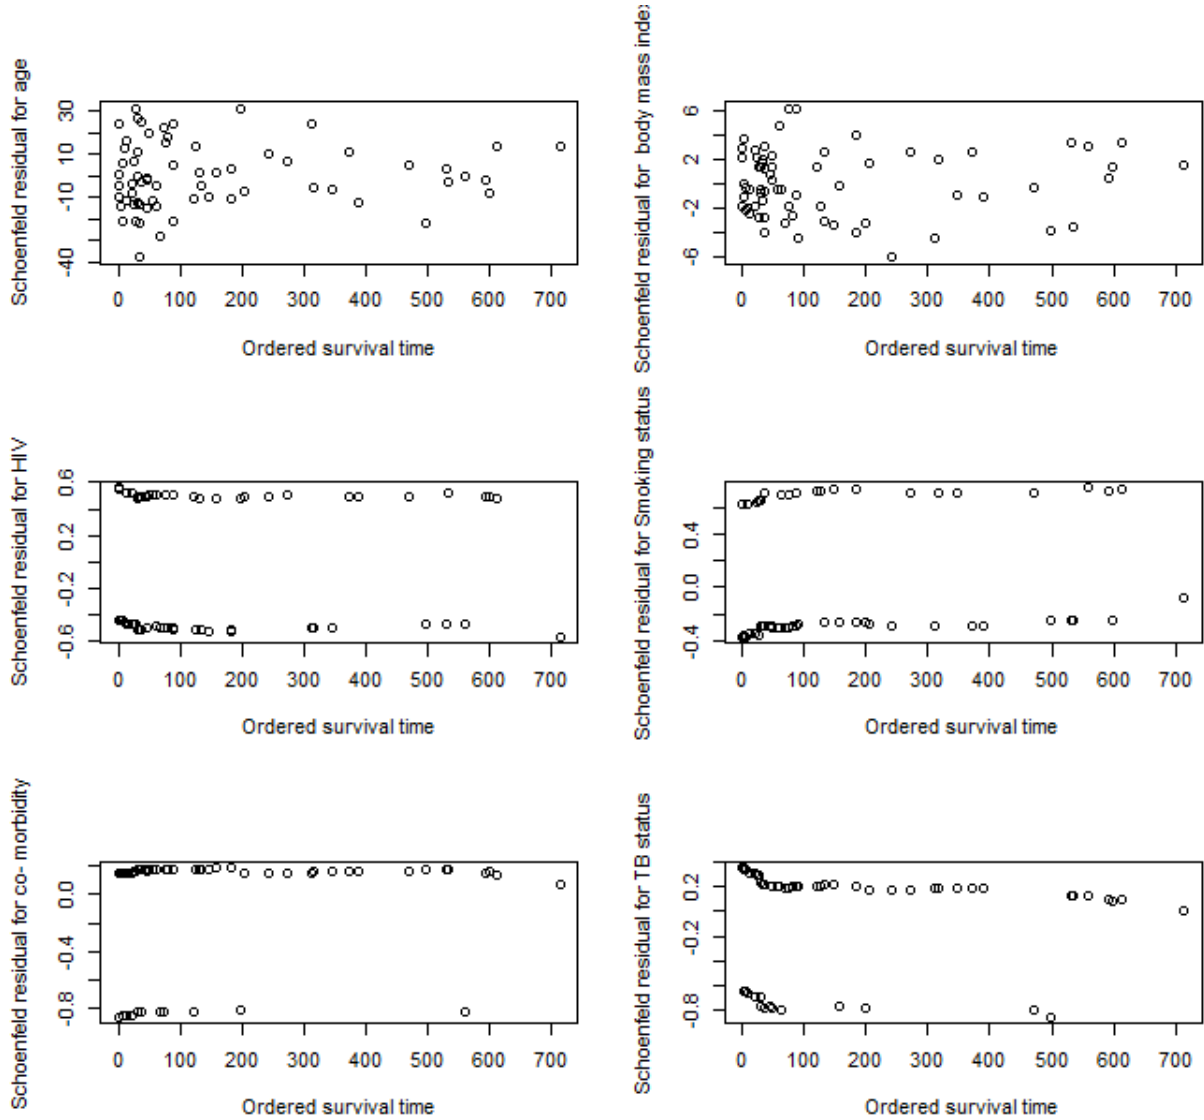 Schoenfeld residual for age
30
10
-10
-40
0 100 200 300 400 500 600 700
Ordered survival time
Schoenfeld residual for body mass index
6
2
-2
-6
0 100 200 300 400 500 600 700
Ordered survival time
Schoenfeld residual for HIV
0.6
0.2
-0.2
-0.6
0 100 200 300 400 500 600 700
Ordered survival time
Schoenfeld residual for Smoking status
0.4
0.0
-0.4
0 100 200 300 400 500 600 700
Ordered survival time
Schoenfeld residual for co- morbidity
0.0
-0.4
-0.8
0 100 200 300 400 500 600 700
Ordered survival time
Schoenfeld residual for TB status
0.2
-0.2
-0.8
0 100 200 300 400 500 600 700
Ordered survival time